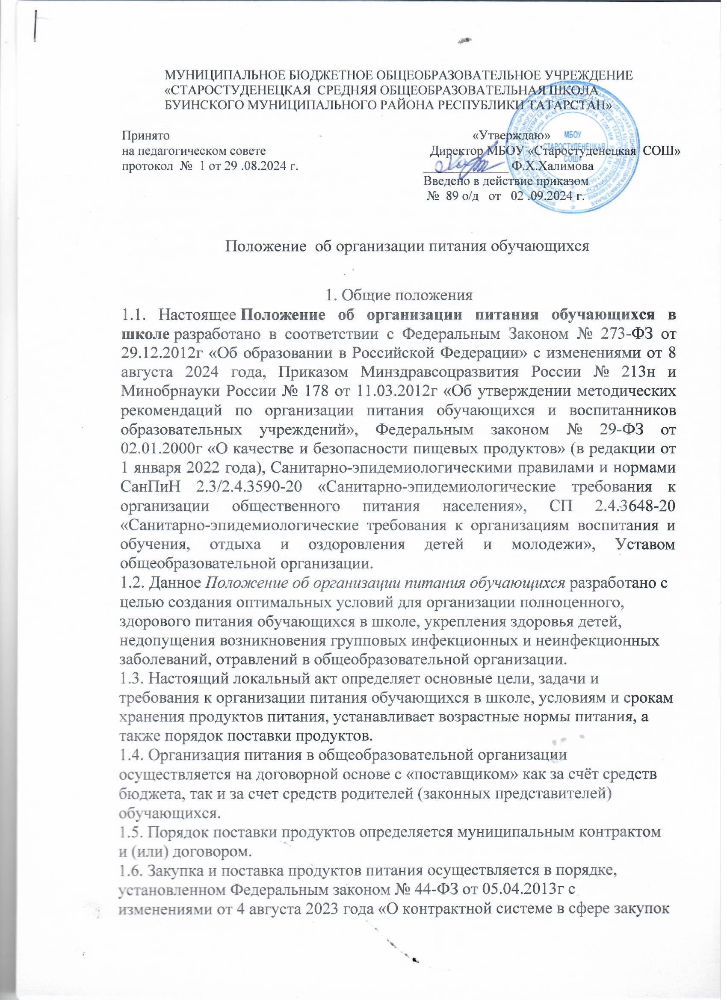 МУНИЦИПАЛЬНОЕ БЮДЖЕТНОЕ ОБЩЕОБРАЗОВАТЕЛЬНОЕ УЧРЕЖДЕНИЕ
«СТАРОСТУДЕНЕЦКАЯ СРЕДНЯЯ ОБЩЕОБРАЗОВАТЕЛЬНАЯ ШКОЛА
БУИНСКОГО МУНИЦИПАЛЬНОГО РАЙОНА РЕСПУБЛИКИ ТАТАРСТАН»
Принято
на педагогическом совете
протокол № 1 от 29 .08.2024 г.
«Утверждаю»
Директор МБОУ «Старостуденецкая СОШ»
Ф.Х.Халимова
Введено в действие приказом
№ 89 о/д от 02 .09.2024 г.
МБОУ
«СТАРОСТУДЕНЕЦКАЯ
СОШ»
Положение об организации питания обучающихся
1. Общие положения
1.1. Настоящее Положение об организации питания обучающихся в
школе разработано в соответствии с Федеральным Законом № 273-ФЗ от
29.12.2012г «Об образовании в Российской Федерации» с изменениями от 8
августа 2024 года, Приказом Минздравсоцразвития России № 213н и
Минобрнауки России № 178 от 11.03.2012г «Об утверждении методических
рекомендаций по организации питания обучающихся и воспитанников
образовательных учреждений», Федеральным законом № 29-ФЗ от
02.01.2000г «О качестве и безопасности пищевых продуктов» (в редакции от
1 января 2022 года), Санитарно-эпидемиологическими правилами и нормами
СанПиН 2.3/2.4.3590-20 «Санитарно-эпидемиологические требования к
организации общественного питания населения», СП 2.4.3648-20
«Санитарно-эпидемиологические требования к организациям воспитания и
обучения, отдыха и оздоровления детей и молодежи», Уставом
общеобразовательной организации.
1.2. Данное Положение об организации питания обучающихся разработано с
целью создания оптимальных условий для организации полноценного,
здорового питания обучающихся в школе, укрепления здоровья детей,
недопущения возникновения групповых инфекционных и неинфекционных
заболеваний, отравлений в общеобразовательной организации.
1.3. Настоящий локальный акт определяет основные цели, задачи и
требования к организации питания обучающихся в школе, условиям и срокам
хранения продуктов питания, устанавливает возрастные нормы питания, а
также порядок поставки продуктов.
1.4. Организация питания в общеобразовательной организации
осуществляется на договорной основе с «поставщиком» как за счёт средств
бюджета, так и за счет средств родителей (законных представителей)
обучающихся.
1.5. Порядок поставки продуктов определяется муниципальным контрактом
и (или) договором.
1.6. Закупка и поставка продуктов питания осуществляется в порядке,
установленном Федеральным законом № 44-ФЗ от 05.04.2013г с
изменениями от 4 августа 2023 года «О контрактной системе в сфере закупок